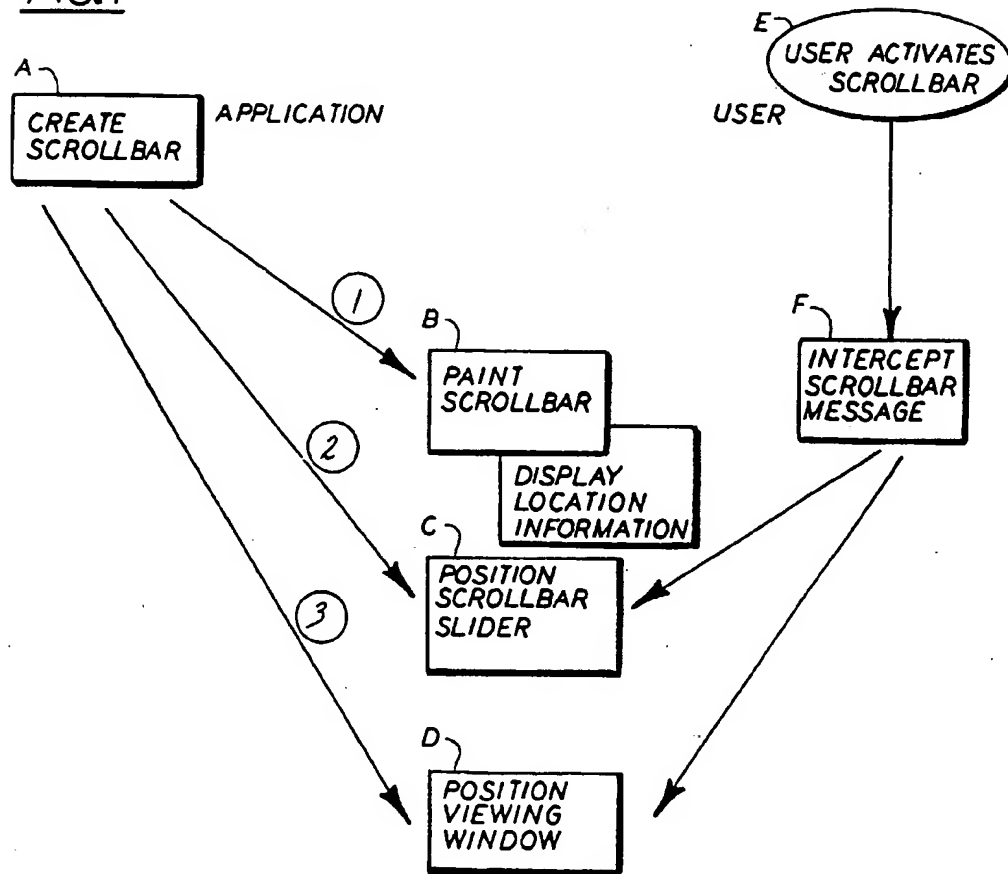 E
USER ACTIVATES
SCROLLBAR
USER
A
CREATE
SCROLLBAR
APPLICATION
1
B
PAINT
SCROLLBAR
F
INTERCEPT
SCROLLBAR
MESSAGE
2
DISPLAY
LOCATION
INFORMATION
C
POSITION
SCROLLBAR
SLIDER
3
D
POSITION
VIEWING
WINDOW